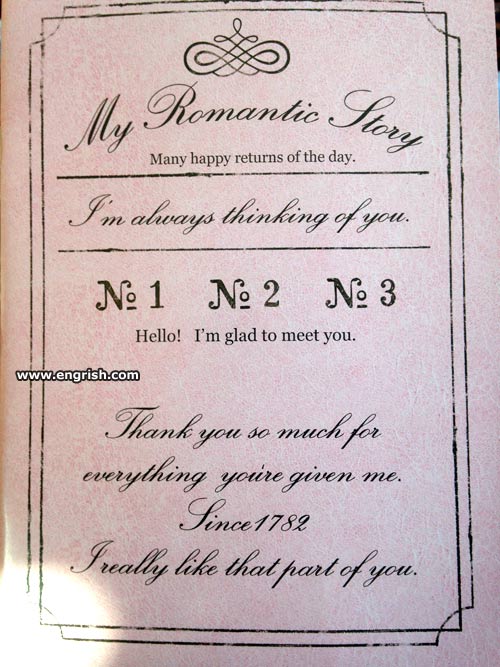 My Romantic Story
Many happy returns of the day.
I'm always thinking of you.
№ 1 № 2 № 3
Hello! I'm glad to meet you.
www.engrish.com
Thank you so much for
everything you're given me.
Since 1782
I really like that part of you.